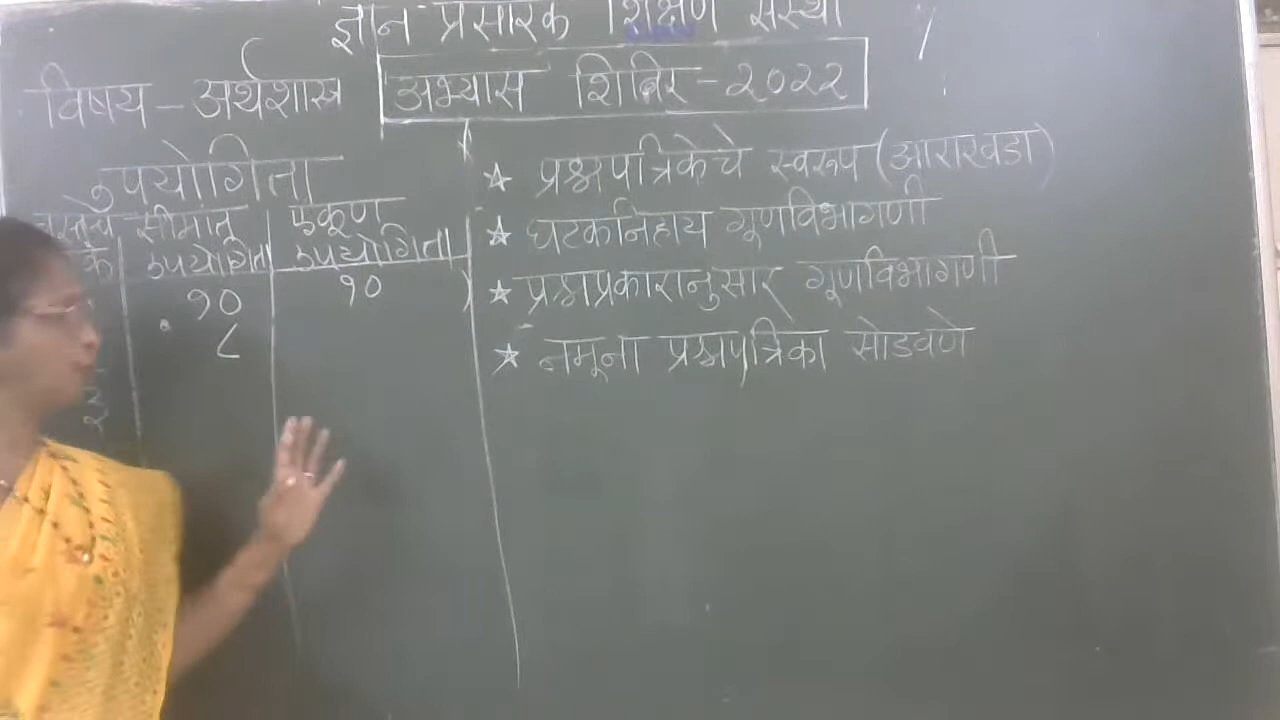 ज्ञान प्रसारक शिक्षण संस्था
विषय - अर्थशास्त्र
अभ्यास शिबिर - २०२२
उपयोगिता
सीमांत
उपयोगिता
एकूण
उपयोगिता
१० १०
८
३
★ प्रश्नपत्रिकेचे स्वरूप (आराखडा)
★ घटकनिहाय गूणविभागणी
★ प्रश्नप्रकारानुसार गूणविभागणी
★ नमूना प्रश्नपत्रिका सोडवणे